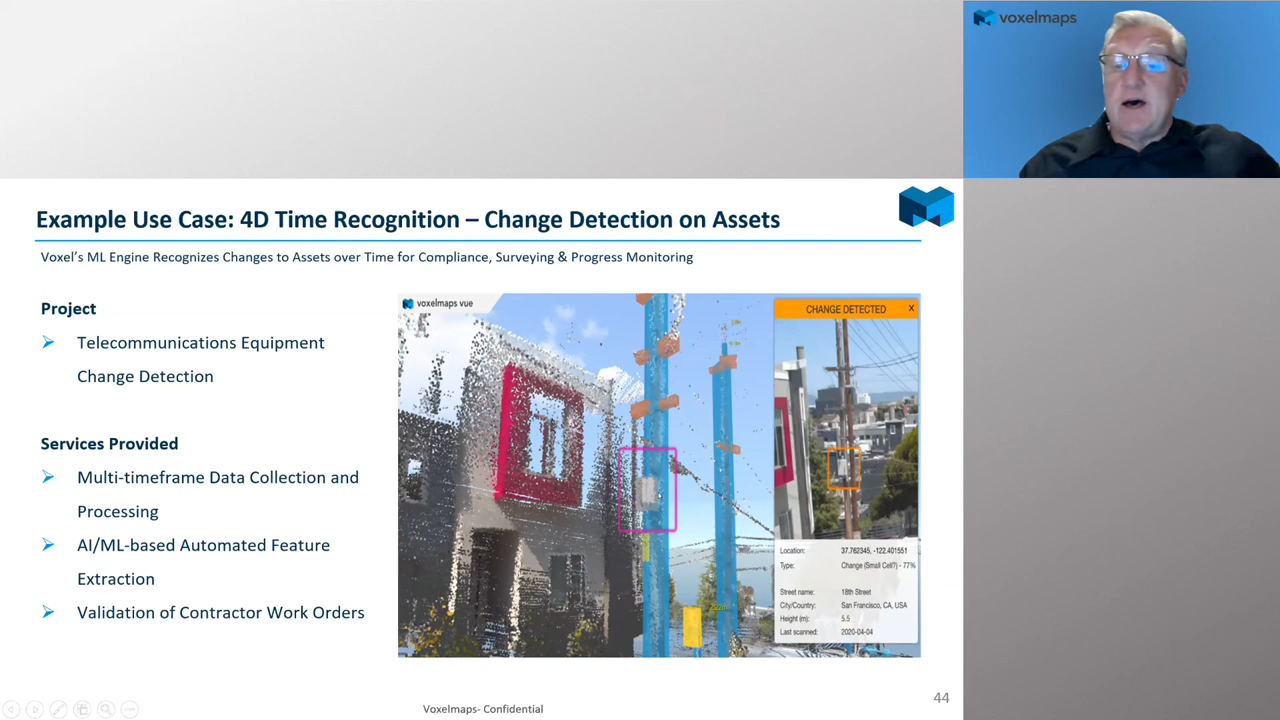 voxelmaps
Example Use Case: 4D Time Recognition – Change Detection on Assets
Voxel's ML Engine Recognizes Changes to Assets over Time for Compliance, Surveying & Progress Monitoring
Project
Telecommunications Equipment
Change Detection
Services Provided
Multi-timeframe Data Collection and
Processing
AI/ML-based Automated Feature
Extraction
Validation of Contractor Work Orders
voxelmaps vue
CHANGE DETECTED X
Location: 37.762345, -122.401551
Type: Change (Small Cell?) - 77%
Street name: 18th Street
City/Country: San Francisco, CA, USA
Height (m): 5.5
Last scanned: 2020-04-04
Voxelmaps- Confidential
44